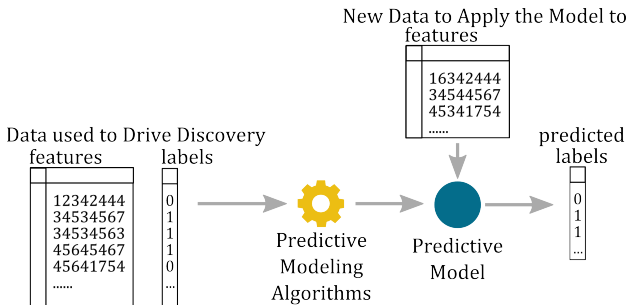 New Data to Apply the Model to
features
16342444
34544567
45341754
......
Data used to Drive Discovery
features
labels
12342444
34534567
34534563
45645467
45641754
......
0
1
1
1
0
...
Predictive
Modeling
Algorithms
Predictive
Model
predicted
labels
0
1
1
...